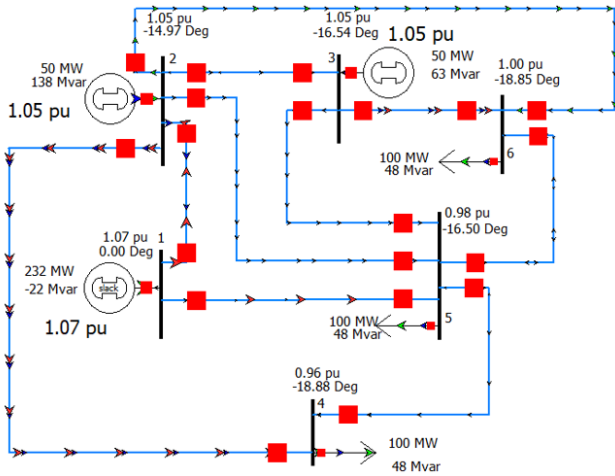 1.05 pu
-14.97 Deg
2
50 MW
138 Mvar
1.05 pu
1.05 pu
-16.54 Deg
3
1.05 pu
50 MW
63 Mvar
1.00 pu
-18.85 Deg
6
100 MW
48 Mvar
1.07 pu
0.00 Deg
1
232 MW
-22 Mvar
slack
1.07 pu
0.98 pu
-16.50 Deg
5
100 MW
48 Mvar
0.96 pu
-18.88 Deg
4
100 MW
48 Mvar